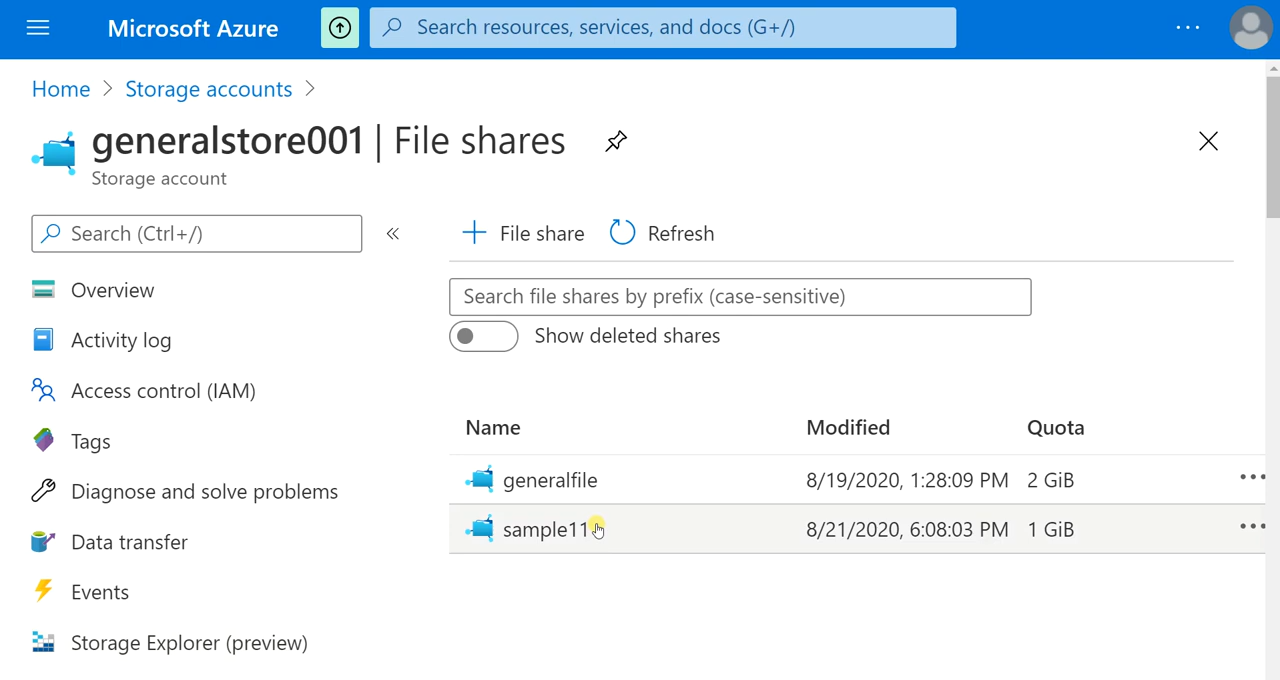 Microsoft Azure
Search resources, services, and docs (G+/)
Home > Storage accounts >
generalstore001 | File shares
Storage account
Search (Ctrl+/)
«
+ File share Refresh
Overview
Search file shares by prefix (case-sensitive)
Show deleted shares
Activity log
Access control (IAM)
Name Modified Quota
Tags
generalfile 8/19/2020, 1:28:09 PM 2 GiB
Diagnose and solve problems
sample11 8/21/2020, 6:08:03 PM 1 GiB
Data transfer
Events
Storage Explorer (preview)